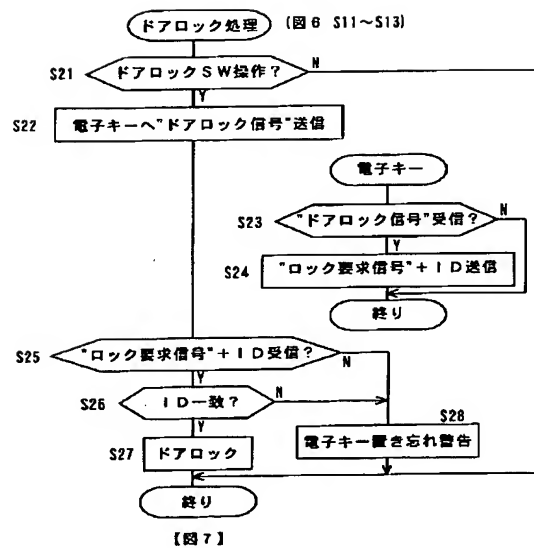 ドアロック処理 (図6 S11～S13)
S21 ドアロックSW操作？ N
Y
S22 電子キーへ"ドアロック信号"送信
電子キー
S23 "ドアロック信号"受信？ N
Y
S24 "ロック要求信号"+ID送信
終り
S25 "ロック要求信号"+ID受信？ N
Y
S26 ID一致？ N
Y
S28
S27 ドアロック 電子キー置き忘れ警告
終り
【図7】